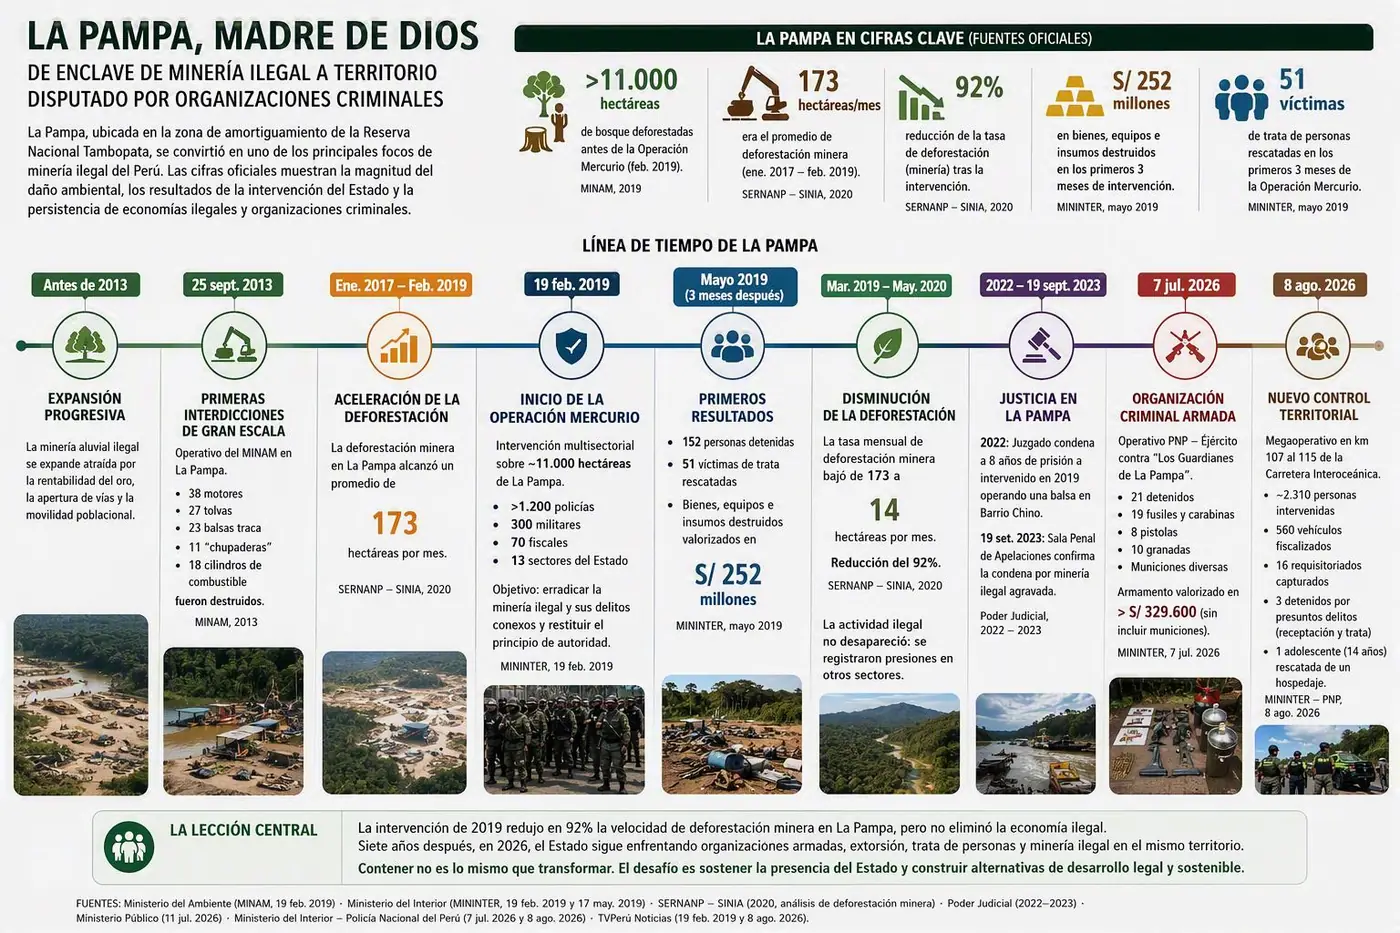 LA PAMPA, MADRE DE DIOS
DE ENCLAVE DE MINERÍA ILEGAL A TERRITORIO
DISPUTADO POR ORGANIZACIONES CRIMINALES
La Pampa, ubicada en la zona de amortiguamiento de la Reserva
Nacional Tambopata, se convirtió en uno de los principales focos de
minería ilegal del Perú. Las cifras oficiales muestran la magnitud del
daño ambiental, los resultados de la intervención del Estado y la
persistencia de economías ilegales y organizaciones criminales.
LA PAMPA EN CIFRAS CLAVE (FUENTES OFICIALES)
>11.000
hectáreas
de bosque deforestadas
antes de la Operación
Mercurio (feb. 2019).
MINAM, 2019
173
hectáreas/mes
era el promedio de
deforestación minera
(ene. 2017 – feb. 2019).
SERNANP – SINIA, 2020
92%
reducción de la tasa
de deforestación
(minería) tras la
intervención.
SERNANP – SINIA, 2020
S/ 252
millones
en bienes, equipos e
insumos destruidos
en los primeros 3
meses de intervención.
MININTER, mayo 2019
51
víctimas
de trata de personas
rescatadas en los
primeros 3 meses de
la Operación Mercurio.
MININTER, mayo 2019
LÍNEA DE TIEMPO DE LA PAMPA
Antes de 2013
EXPANSIÓN
PROGRESIVA
La minería aluvial ilegal
se expande atraída por
la rentabilidad del oro,
la apertura de vías y la
movilidad poblacional.
25 sept. 2013
PRIMERAS
INTERDICCIONES
DE GRAN ESCALA
Operativo del MINAM en
La Pampa.
• 38 motores
• 27 tolvas
• 23 balsas traca
• 11 “chupaderas”
• 18 cilindros de
combustible
fueron destruidos.
MINAM, 2013
Ene. 2017 – Feb. 2019
ACELERACIÓN DE LA
DEFORESTACIÓN
La deforestación minera
en La Pampa alcanzó un
promedio de
173
hectáreas por mes.
SERNANP – SINIA, 2020
19 feb. 2019
INICIO DE LA
OPERACIÓN MERCURIO
Intervención multisectorial
sobre ~11.000 hectáreas
de La Pampa.
• >1.200 policías
• 300 militares
• 70 fiscales
• 13 sectores del Estado
Objetivo: erradicar la
minería ilegal y sus delitos
conexos y restituir el
principio de autoridad.
MININTER, 19 feb. 2019
Mayo 2019
(3 meses después)
PRIMEROS
RESULTADOS
• 152 personas detenidas
• 51 víctimas de trata
rescatadas
• Bienes, equipos e
insumos destruidos
valorizados en
S/ 252
millones
MININTER, mayo 2019
Mar. 2019 – May. 2020
DISMINUCIÓN
DE LA DEFORESTACIÓN
La tasa mensual de
deforestación minera
bajó de 173 a
14
hectáreas por mes.
Reducción del 92%.
SERNANP – SINIA, 2020
La actividad ilegal
no desapareció: se
registraron presiones en
otros sectores.
2022 – 19 sept. 2023
JUSTICIA EN
LA PAMPA
2022: Juzgado condena
a 8 años de prisión a
intervenido en 2019
operando una balsa en
Barrio Chino.
19 set. 2023: Sala Penal
de Apelaciones confirma
la condena por minería
ilegal agravada.
Poder Judicial,
2022 – 2023
7 jul. 2026
ORGANIZACIÓN
CRIMINAL ARMADA
Operativo PNP – Ejército
contra “Los Guardianes
de La Pampa”.
• 21 detenidos
• 19 fusiles y carabinas
• 8 pistolas
• 10 granadas
• Municiones diversas
Armamento valorizado en
> S/ 329.600 (sin
incluir municiones).
MININTER, 7 jul. 2026
8 ago. 2026
NUEVO CONTROL
TERRITORIAL
Megaoperativo en km
107 al 115 de la
Carretera Interoceánica.
• ~2.310 personas
intervenidas
• 560 vehículos
fiscalizados
• 16 requisitoriados
capturados
• 3 detenidos por
presuntos delitos
(receptación y trata)
• 1 adolescente (14 años)
rescatada de un
hospedaje.
MININTER – PNP,
8 ago. 2026
LA LECCIÓN CENTRAL
La intervención de 2019 redujo en 92% la velocidad de deforestación minera en La Pampa, pero no eliminó la economía ilegal.
Siete años después, en 2026, el Estado sigue enfrentando organizaciones armadas, extorsión, trata de personas y minería ilegal en el mismo territorio.
Contener no es lo mismo que transformar. El desafío es sostener la presencia del Estado y construir alternativas de desarrollo legal y sostenible.
FUENTES: Ministerio del Ambiente (MINAM, 19 feb. 2019) · Ministerio del Interior (MININTER, 19 feb. 2019 y 17 may. 2019) · SERNANP – SINIA (2020, análisis de deforestación minera) · Poder Judicial (2022–2023) ·
Ministerio Público (11 jul. 2026) · Ministerio del Interior – Policía Nacional del Perú (7 jul. 2026 y 8 ago. 2026) · TVPerú Noticias (19 feb. 2019 y 8 ago. 2026).